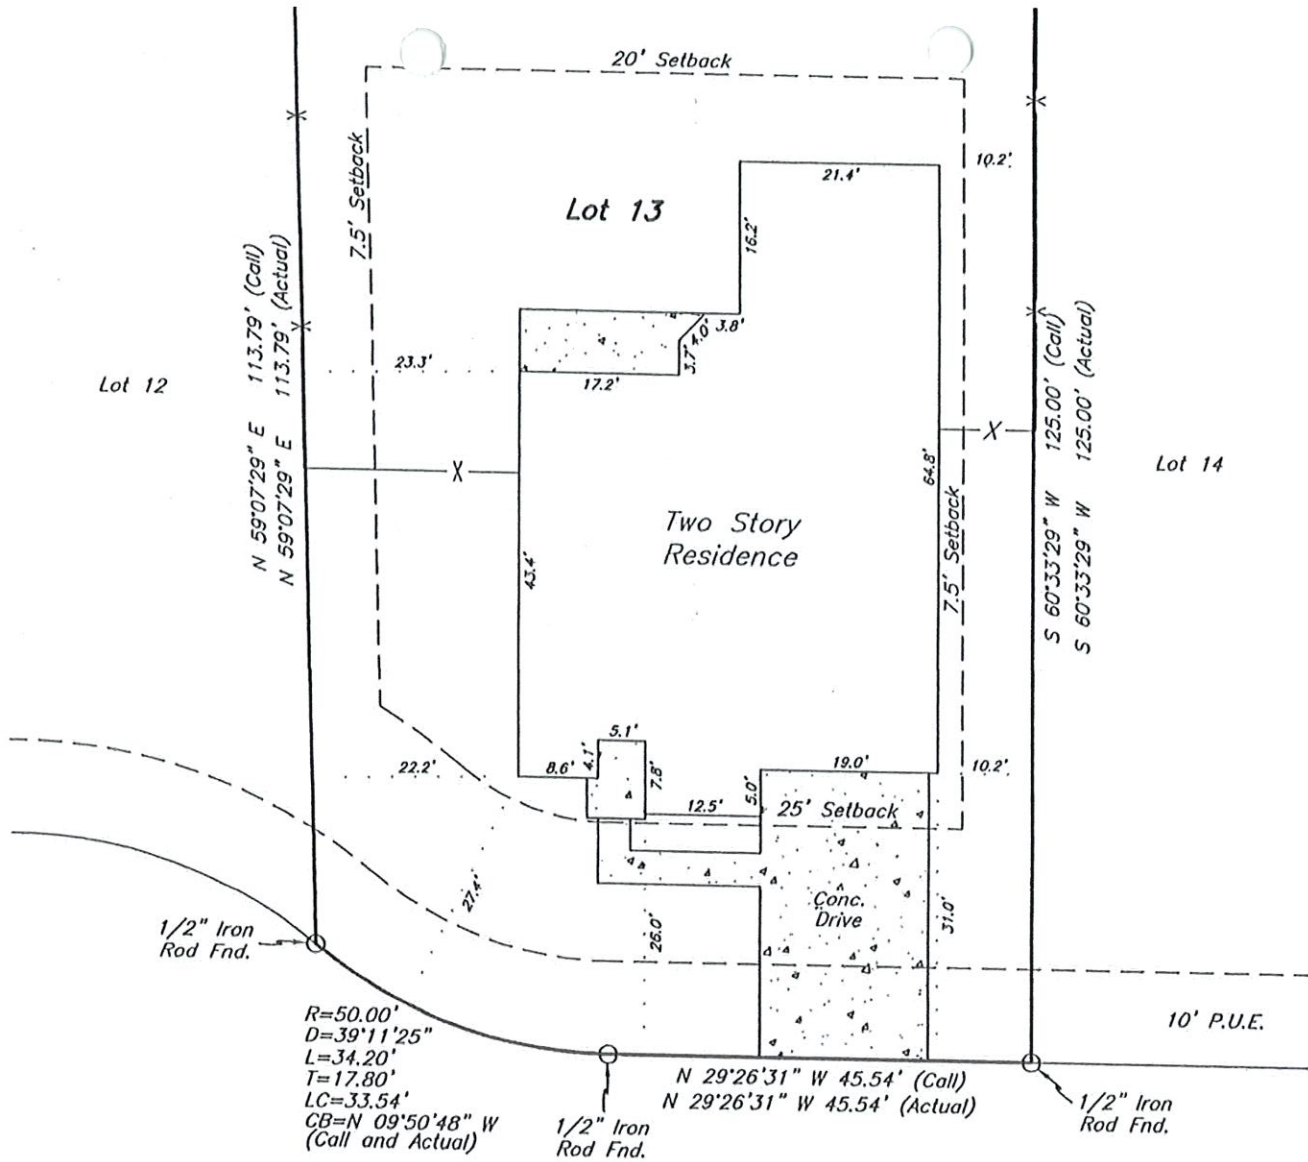 20' Setback
7.5' Setback
10.2'
21.4'
Lot 13
16.2'
N 59°07'29" E 113.79' (Call)
N 59°07'29" E 113.79' (Actual)
3.8'
4.0'
3.7'
23.3'
17.2'
Lot 12
S 60°33'29" W 125.00' (Call)
S 60°33'29" W 125.00' (Actual)
X
X
Lot 14
64.8'
Two Story
Residence
43.4'
7.5' Setback
5.1'
4.1'
22.2'
8.6'
7.8'
19.0'
10.2'
5.0'
12.5'
25' Setback
27.4'
26.0'
Conc.
Drive
31.0'
1/2" Iron
Rod Fnd.
R=50.00'
D=39°11'25"
L=34.20'
T=17.80'
LC=33.54'
CB=N 09°50'48" W
(Call and Actual)
10' P.U.E.
N 29°26'31" W 45.54' (Call)
N 29°26'31" W 45.54' (Actual)
1/2" Iron
Rod Fnd.
1/2" Iron
Rod Fnd.